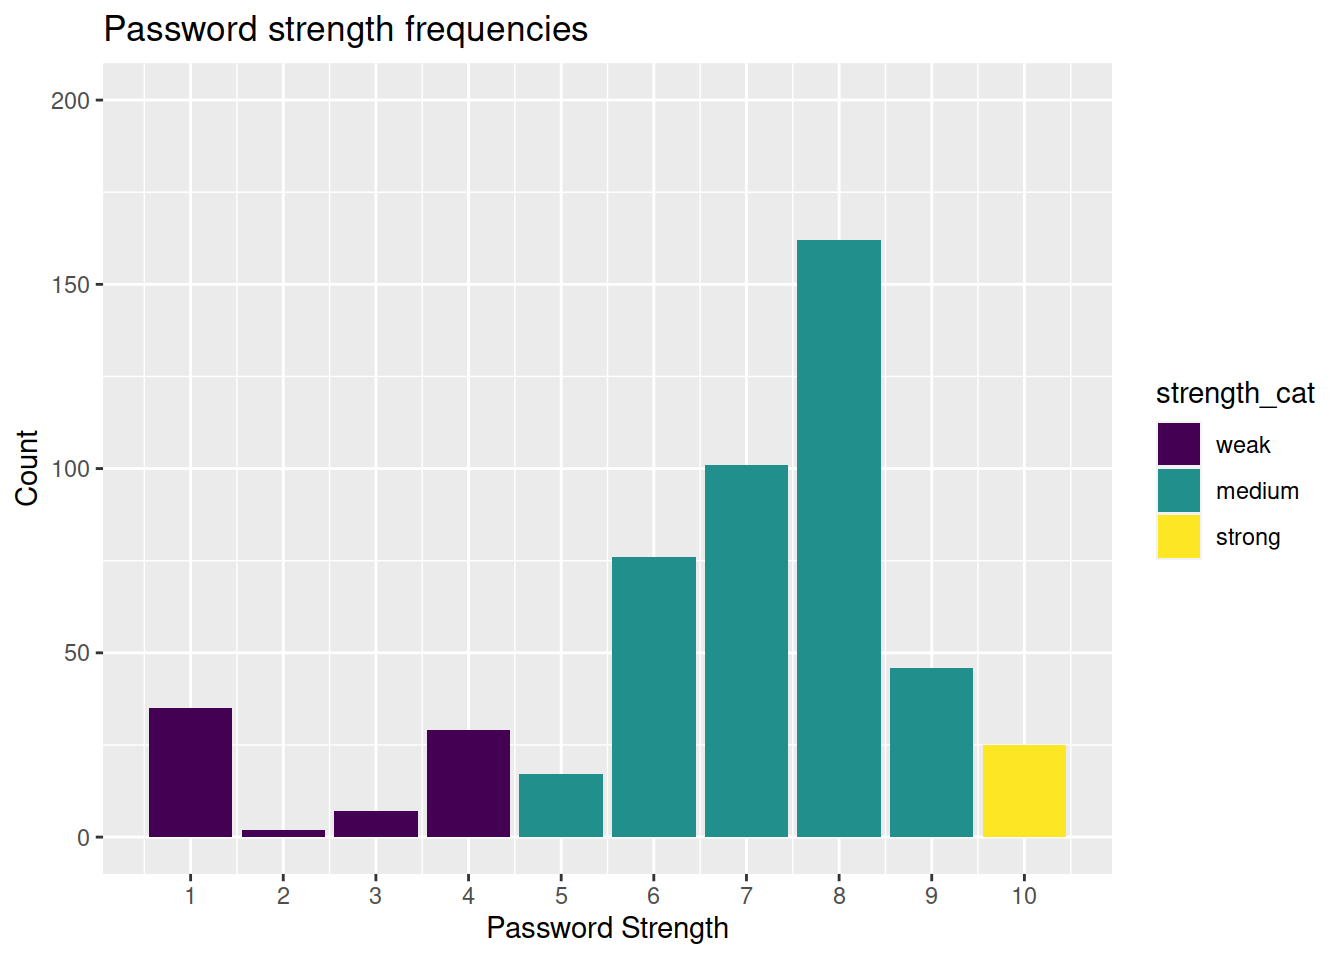 Password strength frequencies
200
150
100
50
0
Count
1 2 3 4 5 6 7 8 9 10
Password Strength
strength_cat
weak
medium
strong